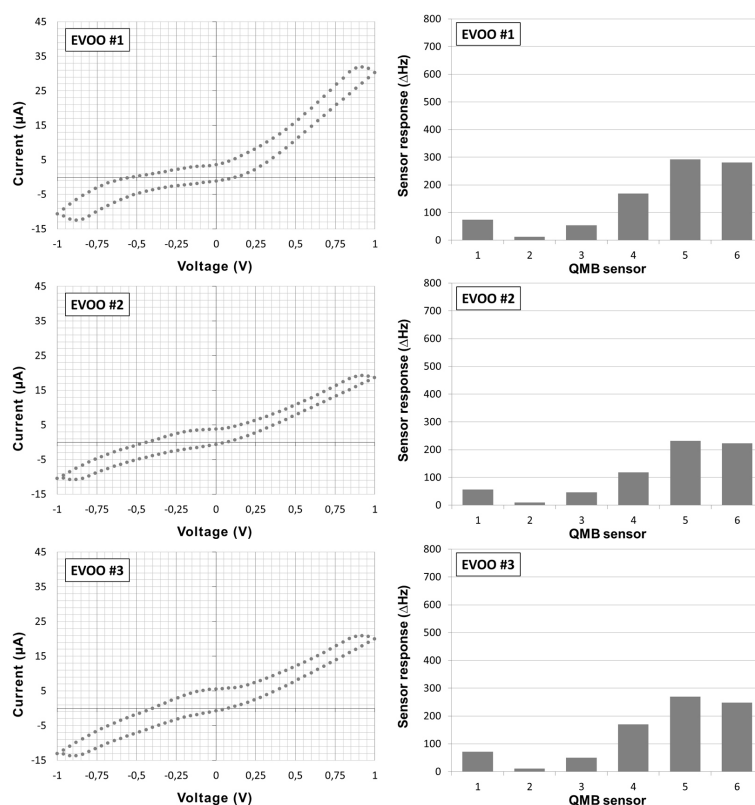 EVOO #1
Current (µA)
45
35
25
15
5
-5
-15
-1 -0,75 -0,5 -0,25 0 0,25 0,5 0,75 1
Voltage (V)
EVOO #1
Sensor response (∆Hz)
800
700
600
500
400
300
200
100
0
1 2 3 4 5 6
QMB sensor
EVOO #2
Current (µA)
45
35
25
15
5
-5
-15
-1 -0,75 -0,5 -0,25 0 0,25 0,5 0,75 1
Voltage (V)
EVOO #2
Sensor response (∆Hz)
800
700
600
500
400
300
200
100
0
1 2 3 4 5 6
QMB sensor
EVOO #3
Current (µA)
45
35
25
15
5
-5
-15
-1 -0,75 -0,5 -0,25 0 0,25 0,5 0,75 1
Voltage (V)
EVOO #3
Sensor response (∆Hz)
800
700
600
500
400
300
200
100
0
1 2 3 4 5 6
QMB sensor